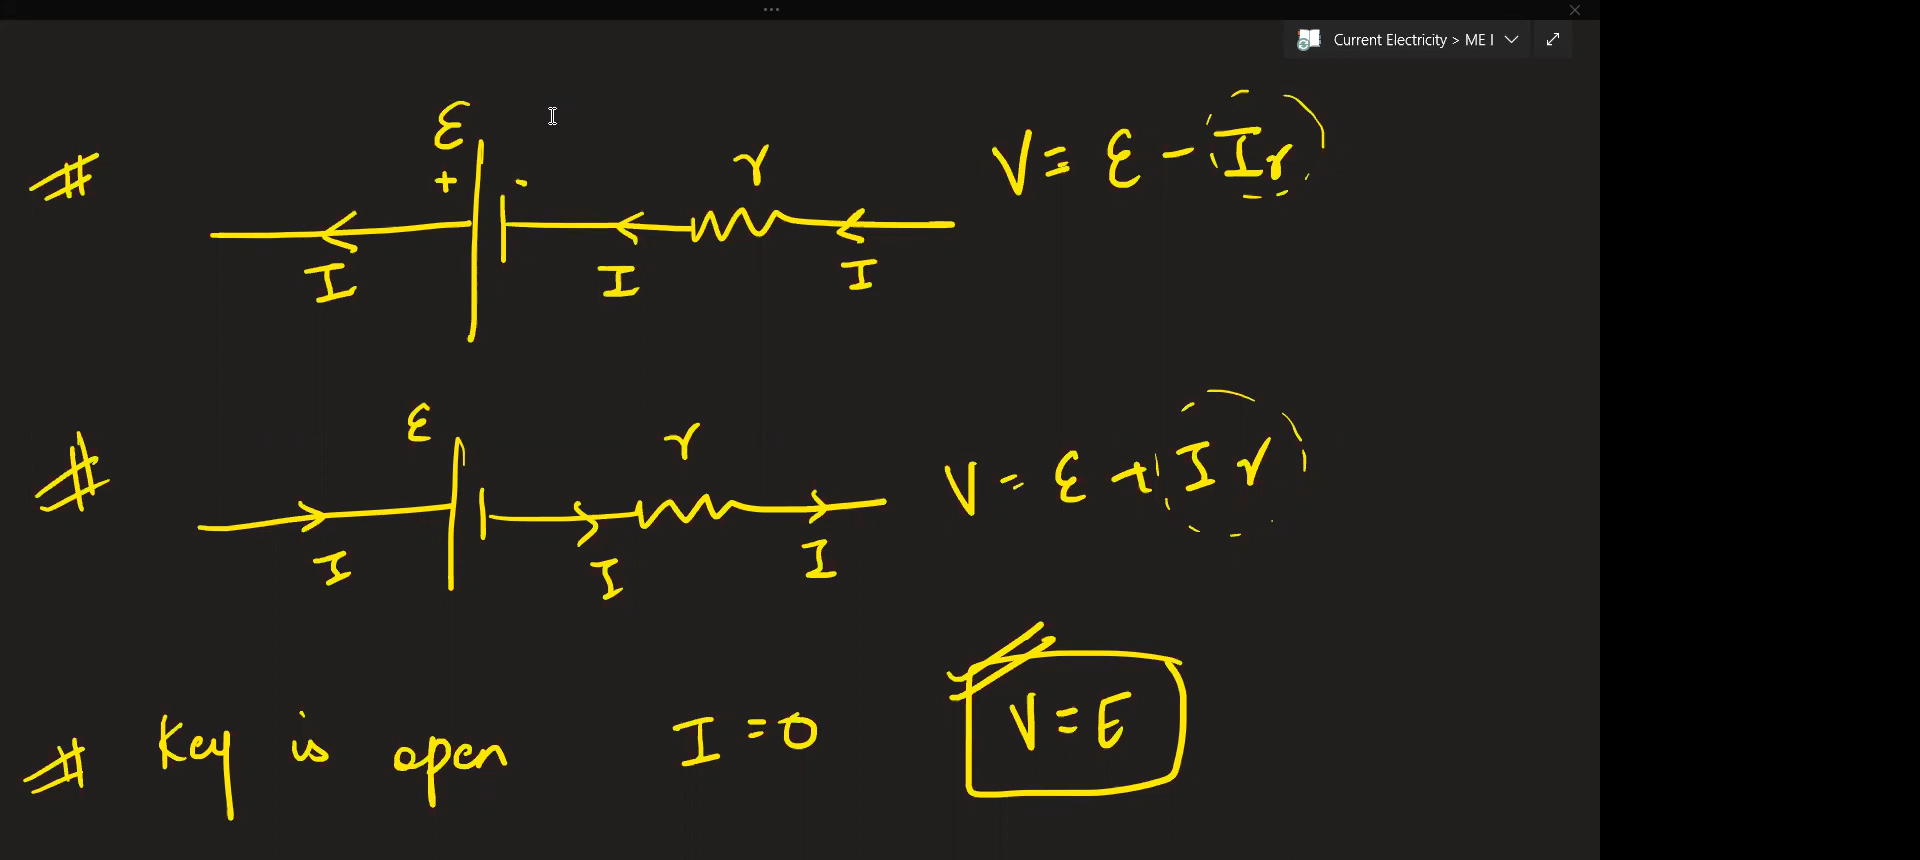 Current Electricity > ME I
#
ε
+ -
r
I I I
V = ε - Ir
#
ε
r
I I I
V = ε + Ir
# Key is open I = 0 V = E